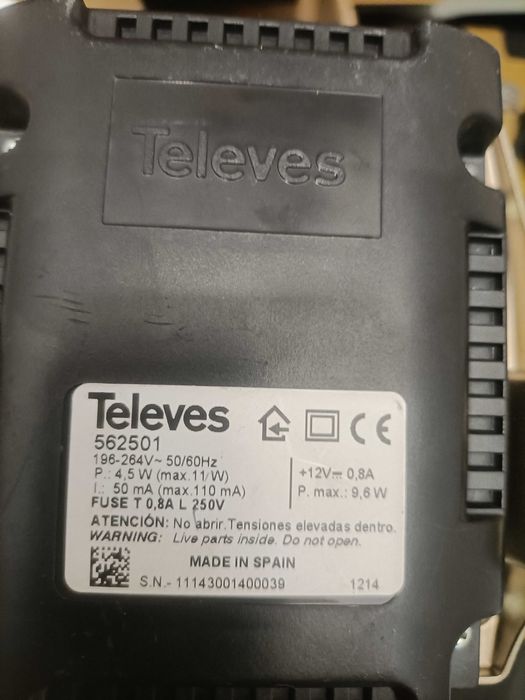 Televes
Televes
562501
196-264V~ 50/60Hz
P.: 4,5 W (max.11 W)
I.: 50 mA (max.110 mA)
FUSE T 0,8A L 250V
+12V⎓ 0,8A
P. max.: 9,6 W
ATENCIÓN: No abrir.Tensiones elevadas dentro.
WARNING: Live parts inside. Do not open.
MADE IN SPAIN
S.N.- 11143001400039
1214